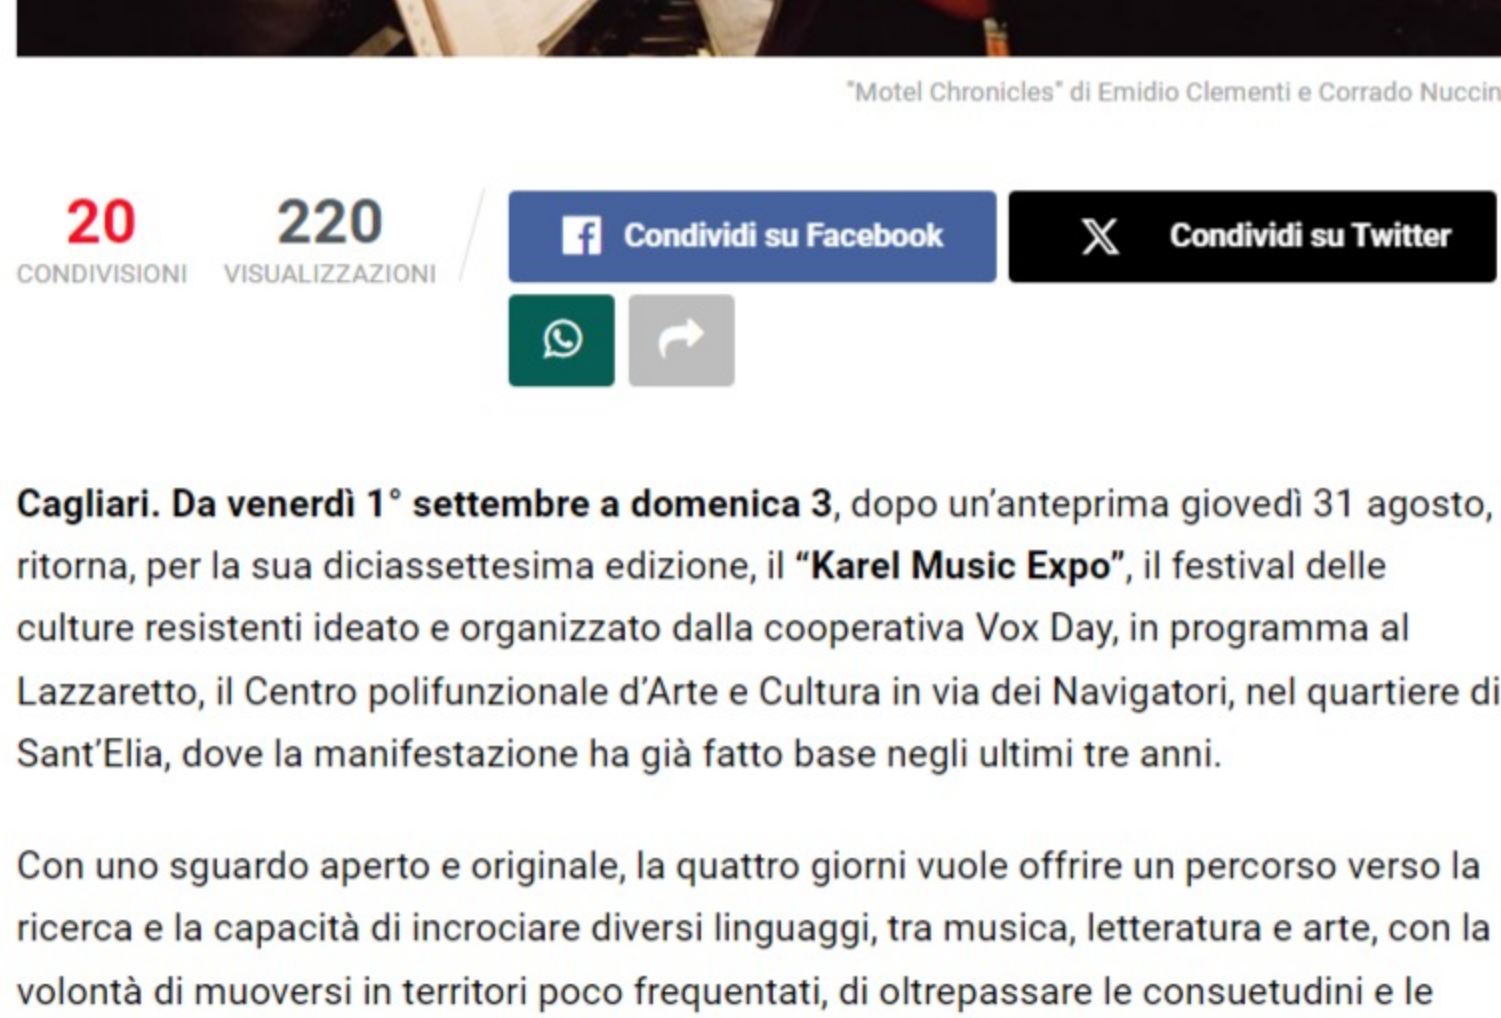 "Motel Chronicles" di Emidio Clementi e Corrado Nuccin
20
CONDIVISIONI
220
VISUALIZZAZIONI
Condividi su Facebook
Condividi su Twitter
Cagliari. Da venerdì 1° settembre a domenica 3, dopo un’anteprima giovedì 31 agosto,
ritorna, per la sua diciassettesima edizione, il “Karel Music Expo”, il festival delle
culture resistenti ideato e organizzato dalla cooperativa Vox Day, in programma al
Lazzaretto, il Centro polifunzionale d’Arte e Cultura in via dei Navigatori, nel quartiere di
Sant’Elia, dove la manifestazione ha già fatto base negli ultimi tre anni.
Con uno sguardo aperto e originale, la quattro giorni vuole offrire un percorso verso la
ricerca e la capacità di incrociare diversi linguaggi, tra musica, letteratura e arte, con la
volontà di muoversi in territori poco frequentati, di oltrepassare le consuetudini e le